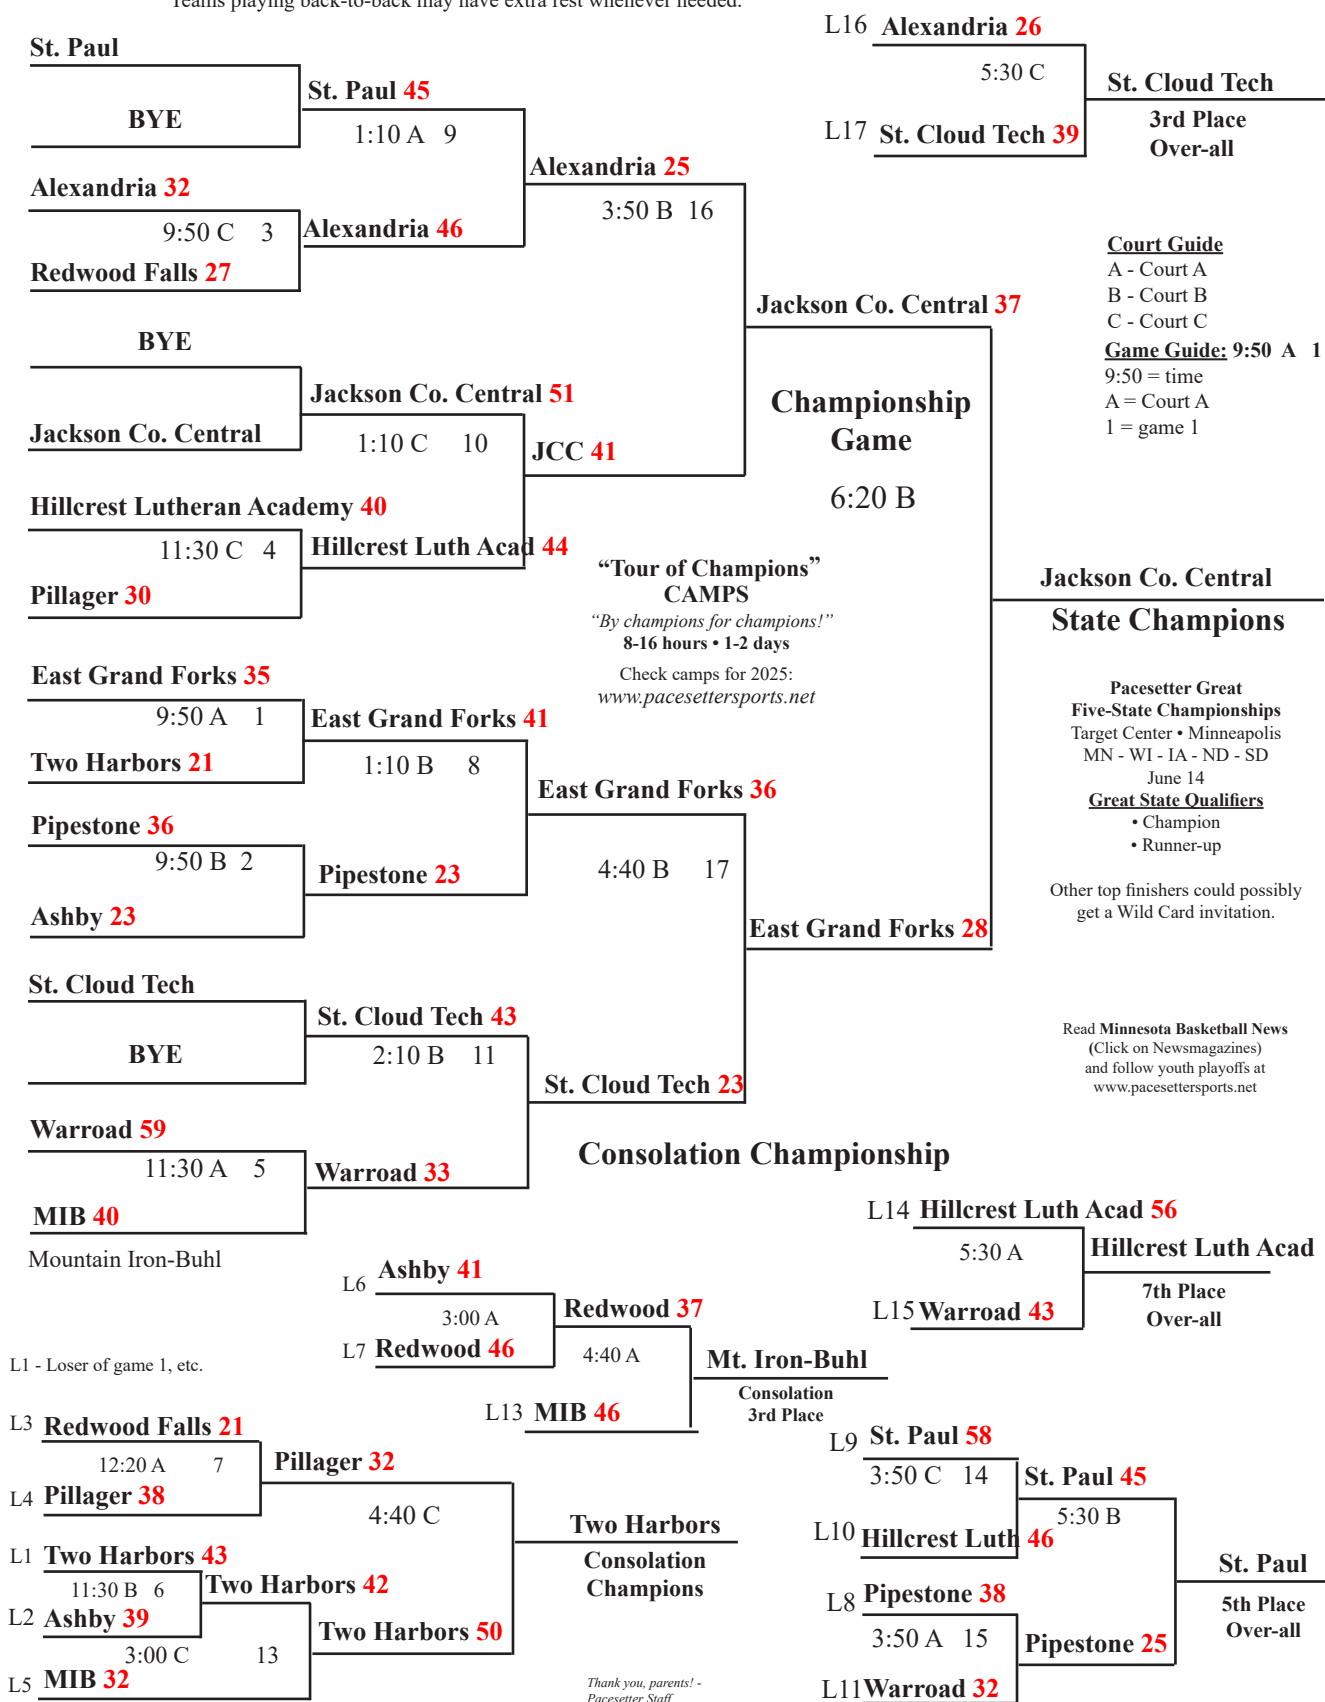 Teams playing back-to-back may have extra rest whenever needed.
St. Paul
BYE
St. Paul 45
1:10 A 9
Alexandria 32
9:50 C 3
Redwood Falls 27
Alexandria 46
Alexandria 25
3:50 B 16
BYE
Jackson Co. Central
Jackson Co. Central 51
1:10 C 10
JCC 41
Hillcrest Lutheran Academy 40
11:30 C 4
Pillager 30
Hillcrest Luth Acad 44
Jackson Co. Central 37
Championship
Game
6:20 B
L16 Alexandria 26
5:30 C
L17 St. Cloud Tech 39
St. Cloud Tech
3rd Place
Over-all
Court Guide
A - Court A
B - Court B
C - Court C
Game Guide: 9:50 A 1
9:50 = time
A = Court A
1 = game 1
"Tour of Champions"
CAMPS
"By champions for champions!"
8-16 hours • 1-2 days
Check camps for 2025:
www.pacesettersports.net
Jackson Co. Central
State Champions
East Grand Forks 35
9:50 A 1
Two Harbors 21
East Grand Forks 41
1:10 B 8
Pipestone 36
9:50 B 2
Ashby 23
Pipestone 23
East Grand Forks 36
4:40 B 17
East Grand Forks 28
St. Cloud Tech
BYE
St. Cloud Tech 43
2:10 B 11
St. Cloud Tech 23
Warroad 59
11:30 A 5
MIB 40
Mountain Iron-Buhl
Warroad 33
Pacesetter Great
Five-State Championships
Target Center • Minneapolis
MN - WI - IA - ND - SD
June 14
Great State Qualifiers
• Champion
• Runner-up
Other top finishers could possibly
get a Wild Card invitation.
Read Minnesota Basketball News
(Click on Newsmagazines)
and follow youth playoffs at
www.pacesettersports.net
Consolation Championship
L14 Hillcrest Luth Acad 56
5:30 A
L15 Warroad 43
Hillcrest Luth Acad
7th Place
Over-all
L6 Ashby 41
3:00 A
L7 Redwood 46
Redwood 37
4:40 A
L13 MIB 46
Mt. Iron-Buhl
Consolation
3rd Place
L1 - Loser of game 1, etc.
L3 Redwood Falls 21
12:20 A 7
L4 Pillager 38
Pillager 32
4:40 C
L1 Two Harbors 43
11:30 B 6
L2 Ashby 39
Two Harbors 42
3:00 C 13
L5 MIB 32
Two Harbors 50
Two Harbors
Consolation
Champions
L9 St. Paul 58
3:50 C 14
L10 Hillcrest Luth 46
St. Paul 45
5:30 B
L8 Pipestone 38
3:50 A 15
L11 Warroad 32
Pipestone 25
St. Paul
5th Place
Over-all
Thank you, parents! -
Pacesetter Staff